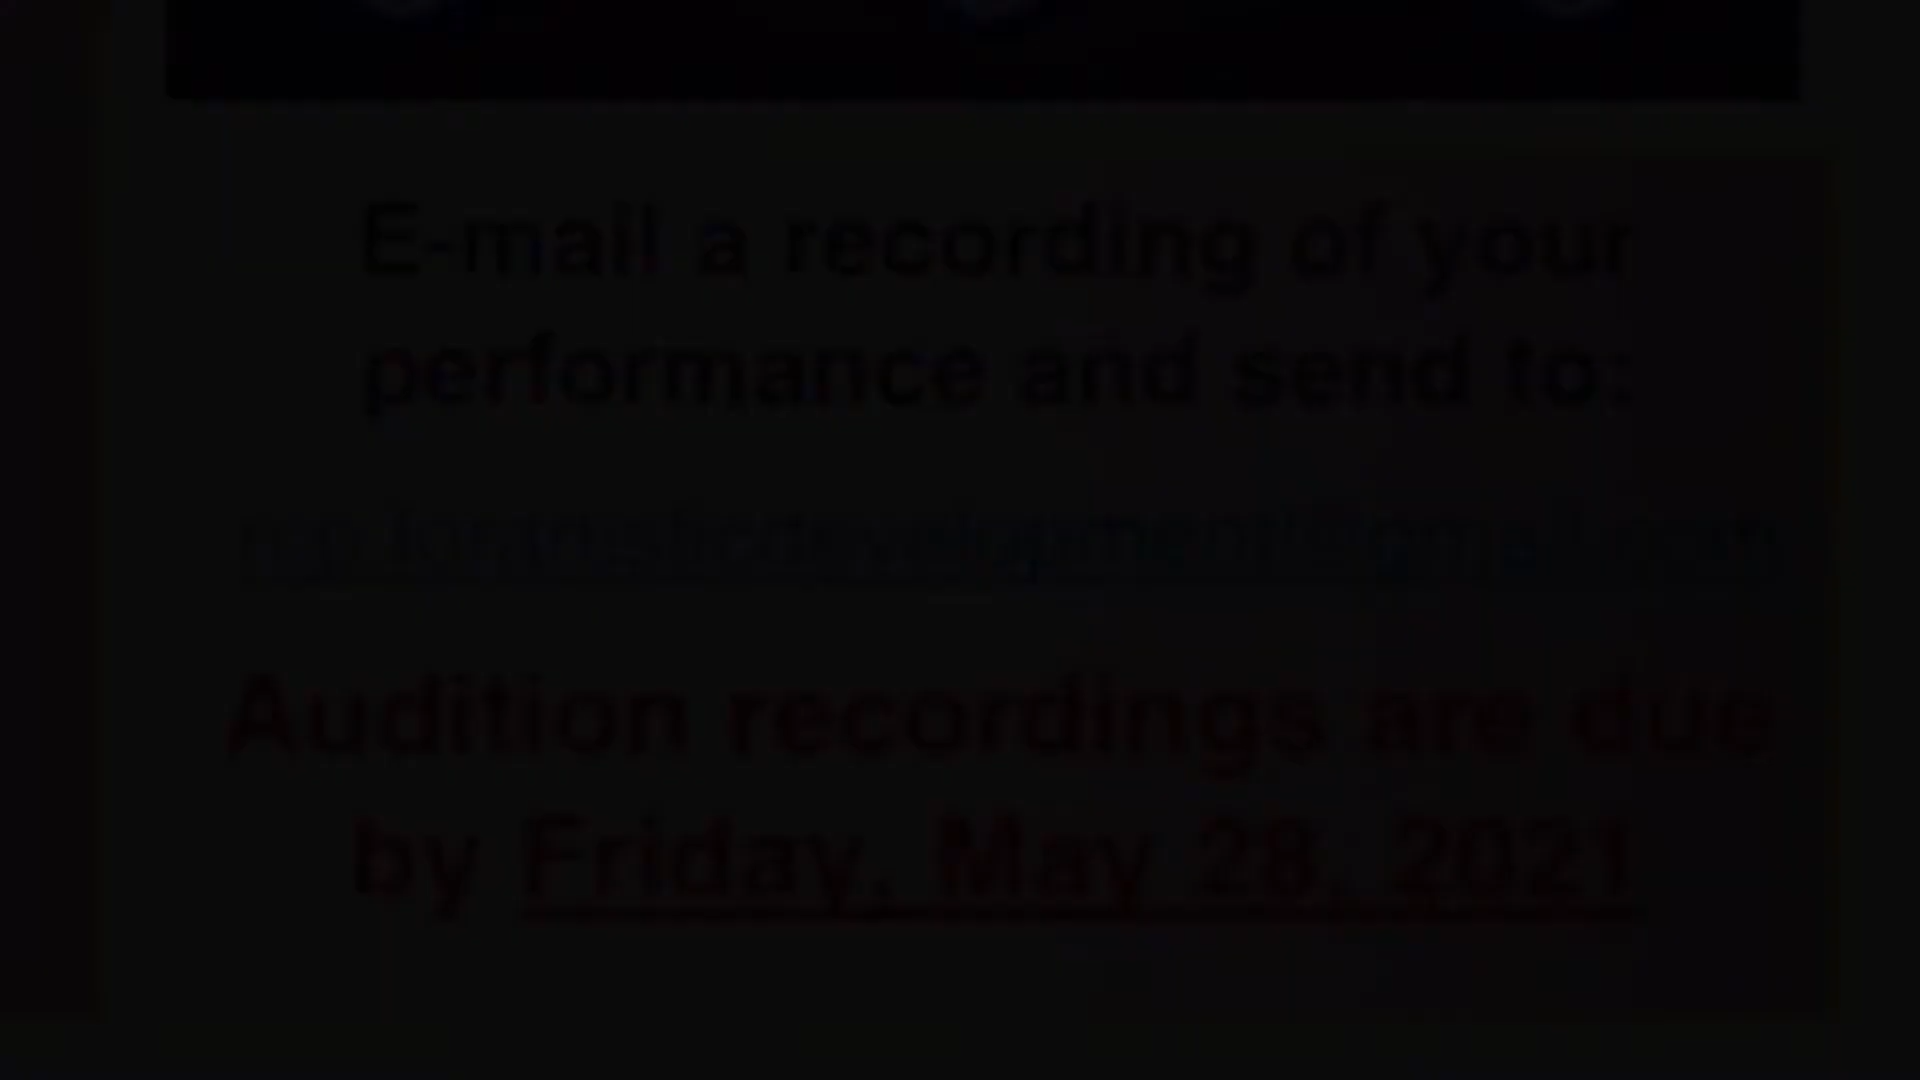 E-mail a recording of your
performance and send to:
Audition recordings are due
by Friday, May 28, 2021